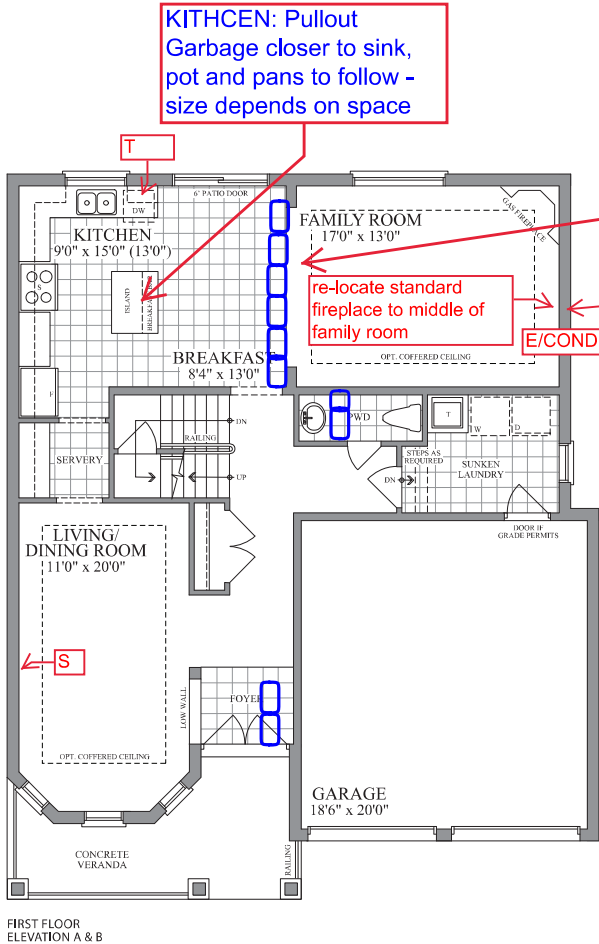 KITHCEN: Pullout
Garbage closer to sink,
pot and pans to follow -
size depends on space
T
6' PATIO DOOR
DW
KITCHEN
9'0" x 15'0" (13'0")
FAMILY ROOM
17'0" x 13'0"
GAS FIREPLACE
S
ISLAND
BREAKFAST BAR
re-locate standard
fireplace to middle of
family room
E/COND
BREAKFAST
8'4" x 13'0"
OPT. COFFERED CEILING
F
DN
RAILING
PWD
T
W
D
SERVERY
UP
STEPS AS
REQUIRED
DN
SUNKEN
LAUNDRY
LIVING/
DINING ROOM
11'0" x 20'0"
DOOR IF
GRADE PERMITS
S
LOW WALL
FOYER
OPT. COFFERED CEILING
GARAGE
18'6" x 20'0"
CONCRETE
VERANDA
RAILING
FIRST FLOOR
ELEVATION A & B